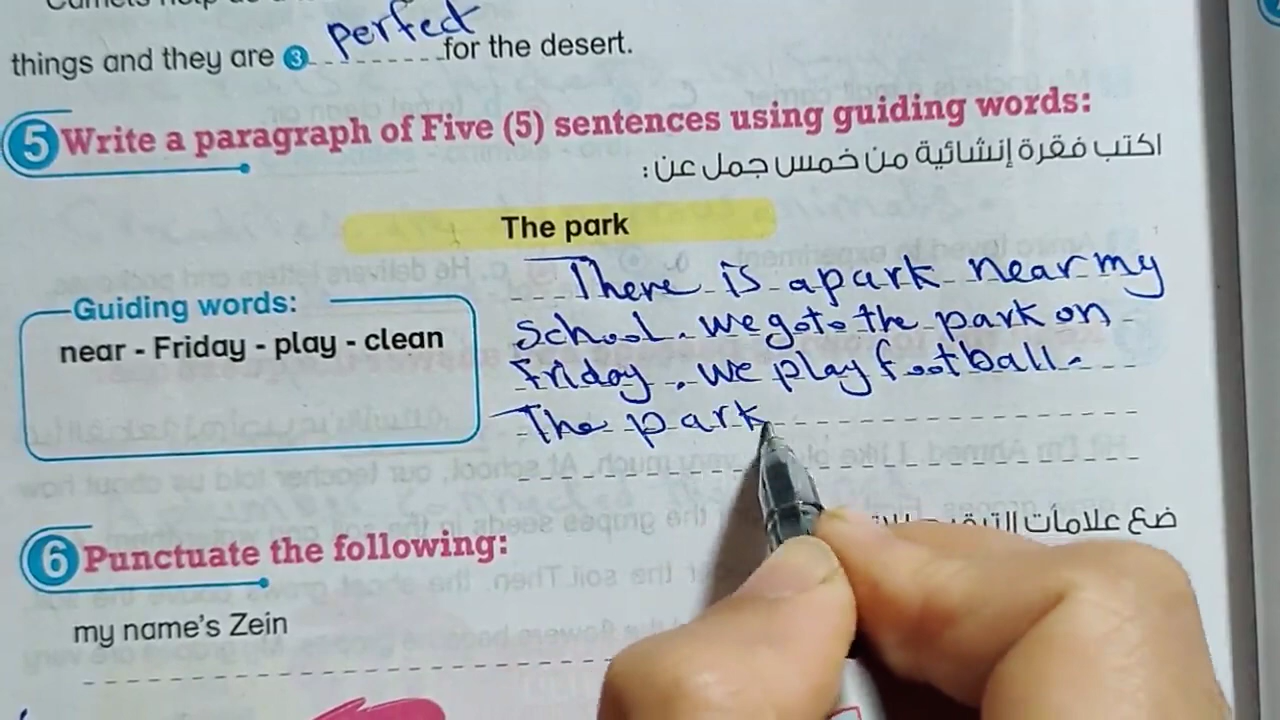 perfect
things and they are 3 for the desert.
5 Write a paragraph of Five (5) sentences using guiding words:
اكتب فقرة إنشائية من خمس جمل عن:
The park
Guiding words:
near - Friday - play - clean
There is a park near my
school. we go to the park on
Friday. we play football.
The park
6 Punctuate the following:
ضع علامات
my name's Zein